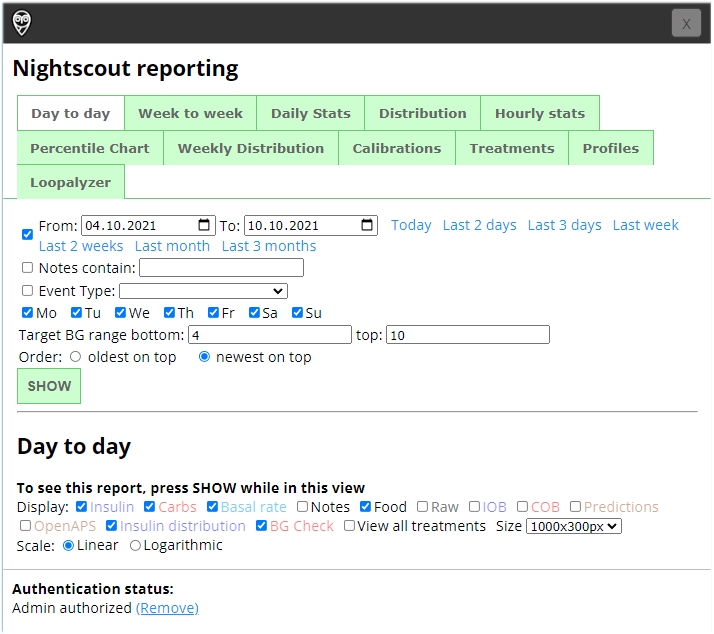 X
Nightscout reporting
Day to day Week to week Daily Stats Distribution Hourly stats
Percentile Chart Weekly Distribution Calibrations Treatments Profiles
Loopalyzer
From: 04.10.2021 To: 10.10.2021 Today Last 2 days Last 3 days Last week
Last 2 weeks Last month Last 3 months
Notes contain:
Event Type:
Mo Tu We Th Fr Sa Su
Target BG range bottom: 4 top: 10
Order: oldest on top newest on top
SHOW
Day to day
To see this report, press SHOW while in this view
Display: Insulin Carbs Basal rate Notes Food Raw IOB COB Predictions
OpenAPS Insulin distribution BG Check View all treatments Size 1000x300px
Scale: Linear Logarithmic
Authentication status:
Admin authorized (Remove)